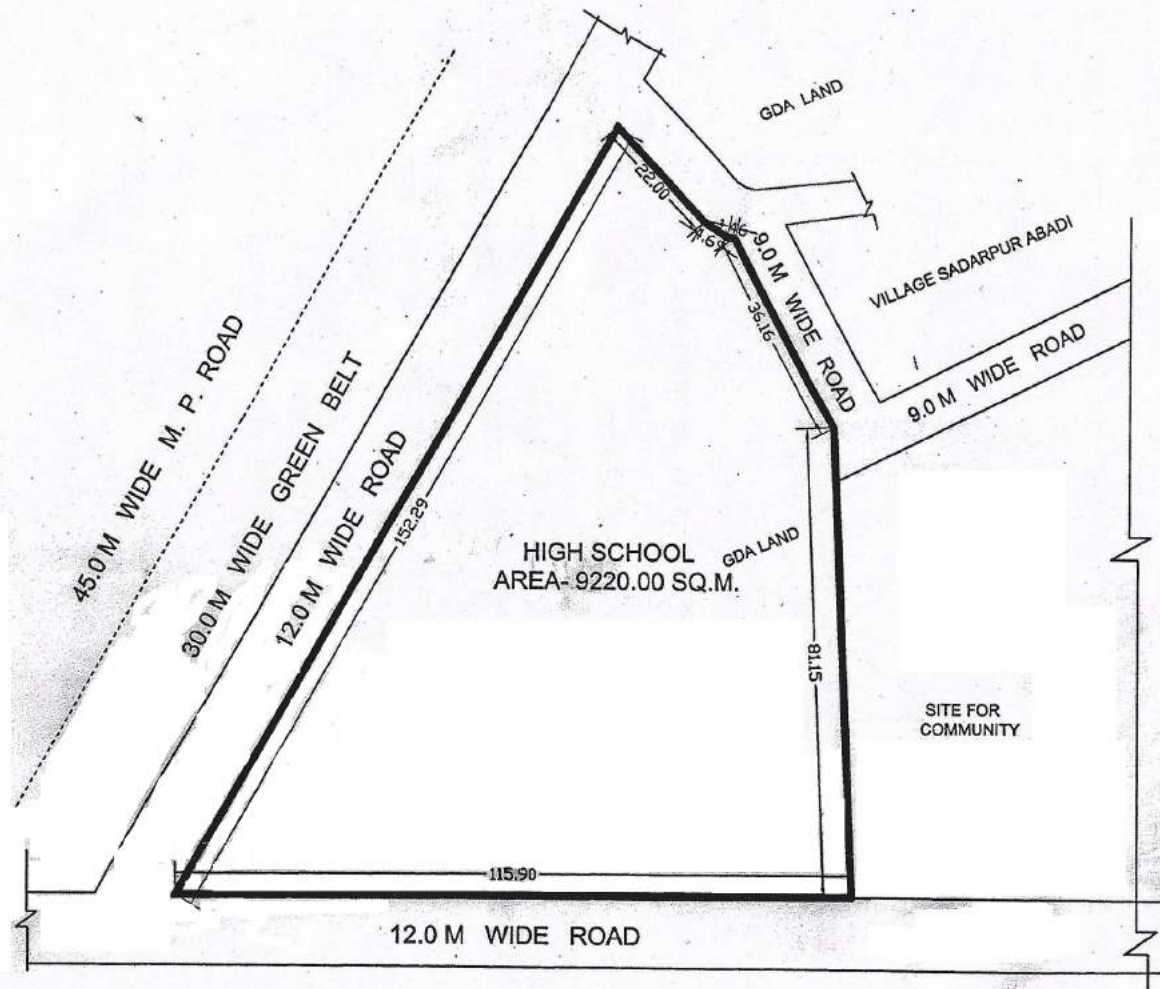 GDA LAND
22.00
9.0 M WIDE ROAD
VILLAGE SADARPUR ABADI
36.16
9.0 M WIDE ROAD
45.0 M WIDE M. P. ROAD
30.0 M WIDE GREEN BELT
12.0 M WIDE ROAD
152.29
HIGH SCHOOL
AREA- 9220.00 SQ.M.
GDA LAND
81.15
SITE FOR
COMMUNITY
115.90
12.0 M WIDE ROAD